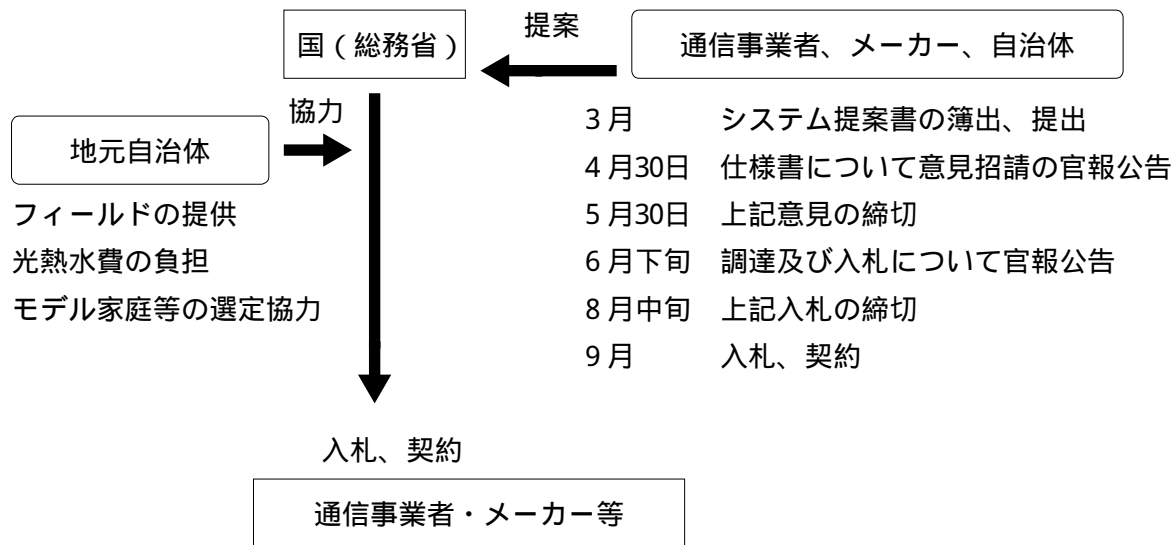 国（総務省）
提案
通信事業者、メーカー、自治体
協力
地元自治体
フィールドの提供
光熱水費の負担
モデル家庭等の選定協力
3月 システム提案書の簿出、提出
4月30日 仕様書について意見招請の官報公告
5月30日 上記意見の締切
6月下旬 調達及び入札について官報公告
8月中旬 上記入札の締切
9月 入札、契約
入札、契約
通信事業者・メーカー等